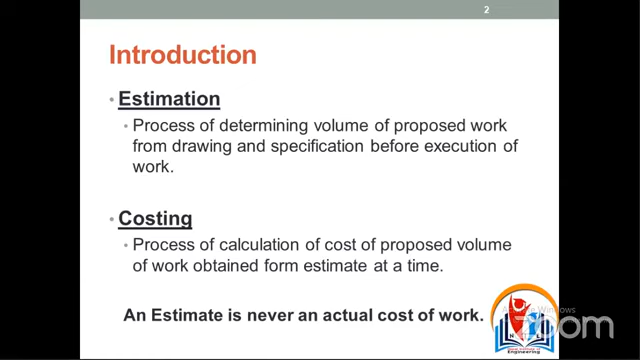 2
Introduction
• Estimation
• Process of determining volume of proposed work
from drawing and specification before execution of
work.
• Costing
• Process of calculation of cost of proposed volume
of work obtained form estimate at a time.
An Estimate is never an actual cost of work.
Windows
zoom
Engineering